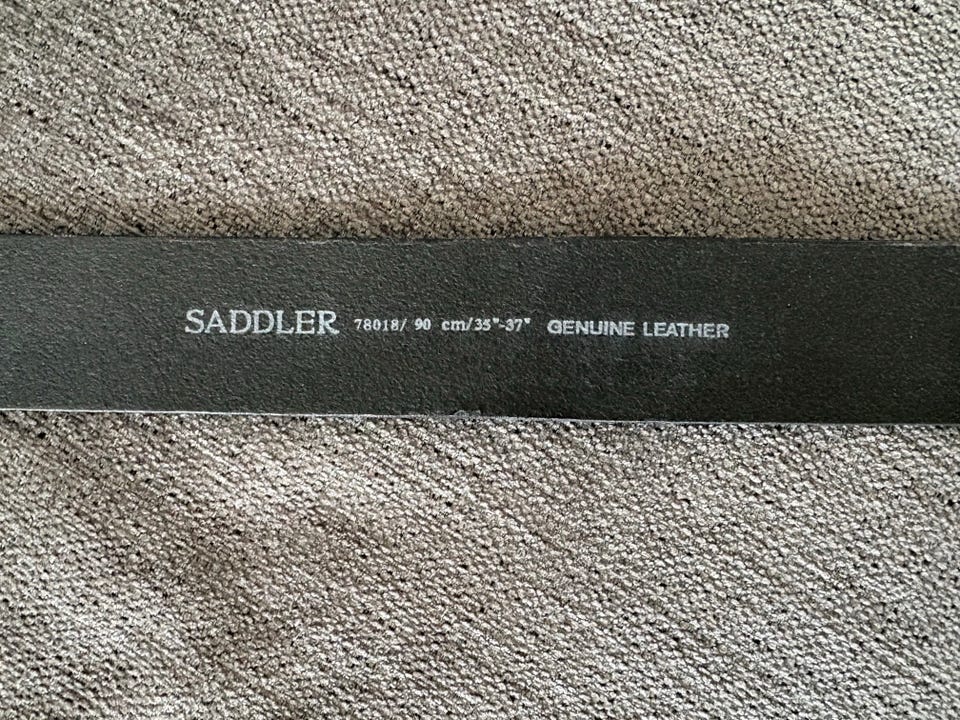 SADDLER 78018/ 90 cm/35"-37" GENUINE LEATHER